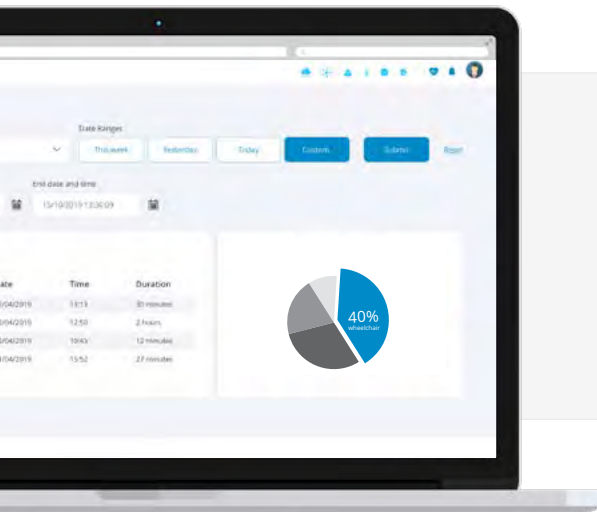 Date Ranges
This week Yesterday Today Custom Submit Reset
End date and time
15/10/2019 13:36:09
ate Time Duration
/04/2019 13:13 30 minutes
/04/2019 12:50 2 hours
/04/2019 10:45 12 minutes
/04/2019 15:52 27 minutes
40%
wheelchair